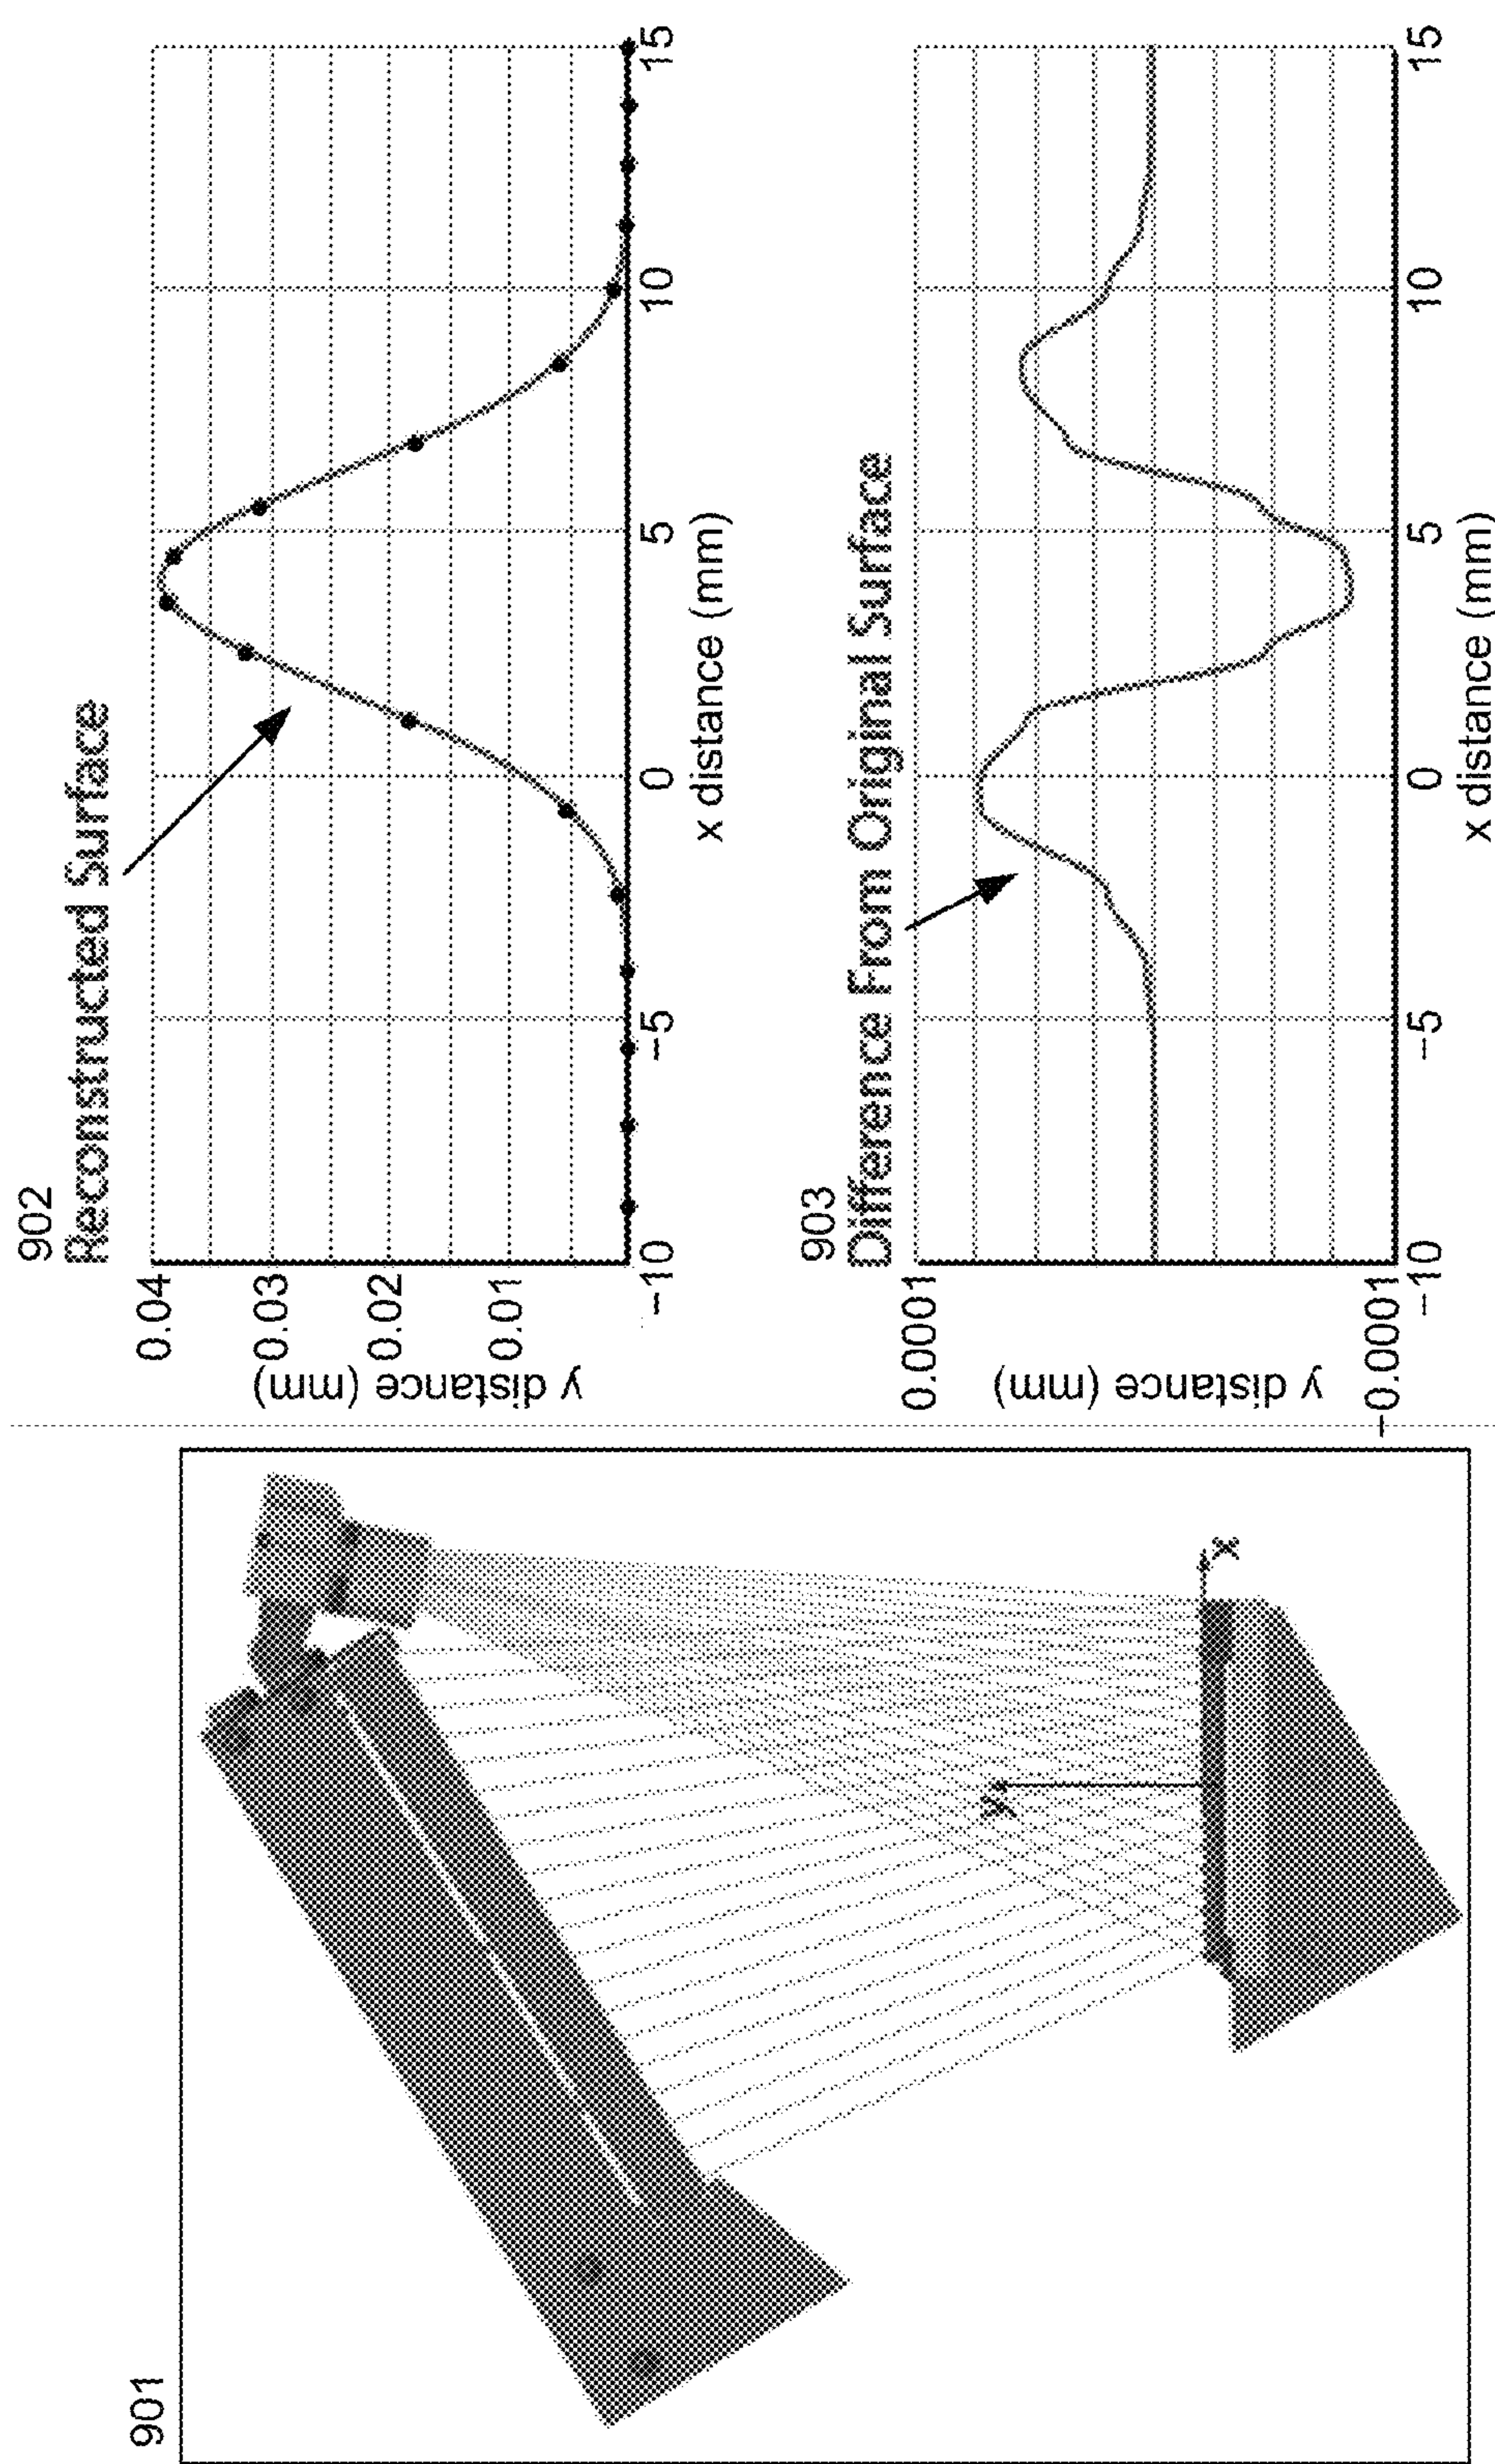 901
y
x
902
Reconstructed Surface
y distance (mm)
0.04
0.03
0.02
0.01
−10
−5
0
5
10
15
x distance (mm)
903
Difference From Original Surface
y distance (mm)
0.0001
−0.0001
−10
−5
0
5
10
15
x distance (mm)